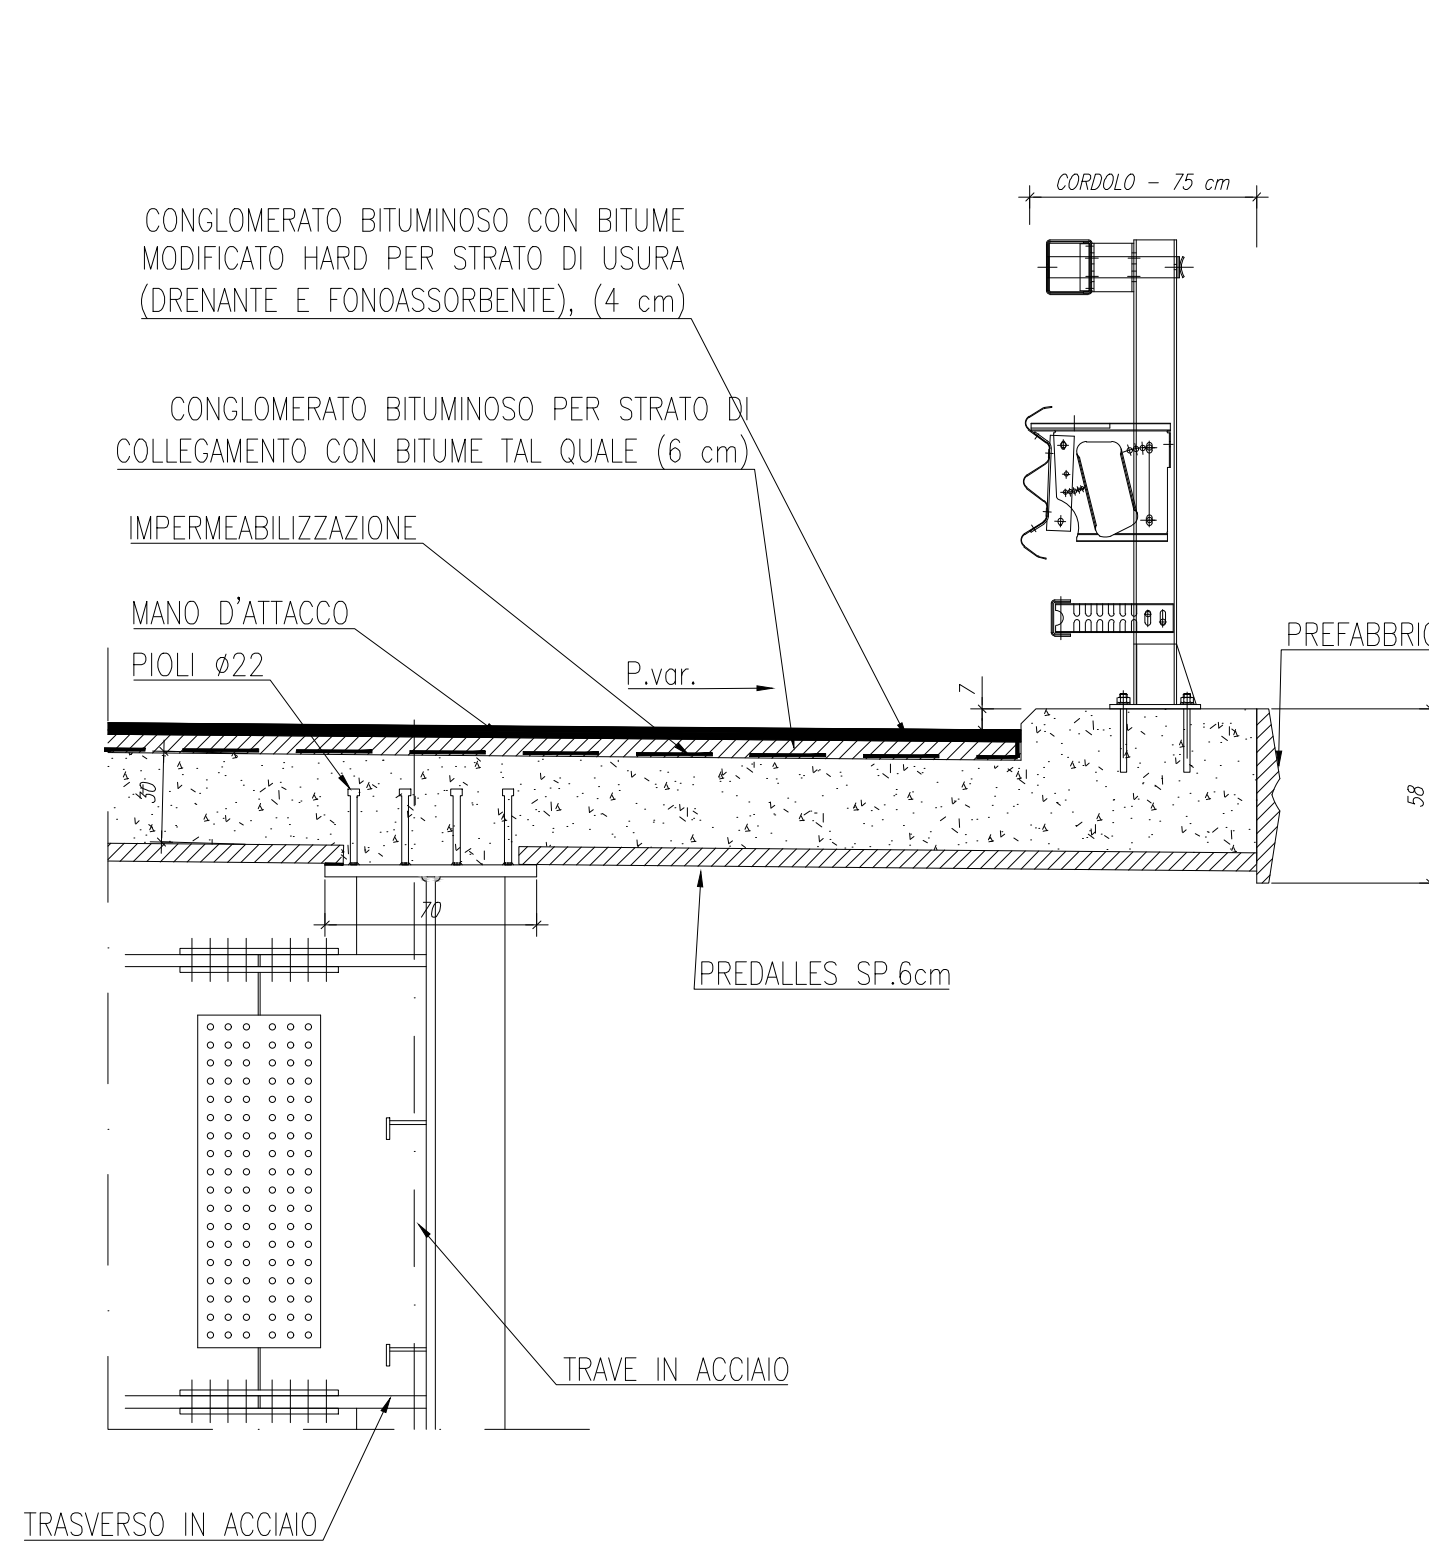 CORDOLO - 75 cm
CONGLOMERATO BITUMINOSO CON BITUME
MODIFICATO HARD PER STRATO DI USURA
(DRENANTE E FONOASSORBENTE), (4 cm)
CONGLOMERATO BITUMINOSO PER STRATO DI
COLLEGAMENTO CON BITUME TAL QUALE (6 cm)
IMPERMEABILIZZAZIONE
MANO D'ATTACCO
PIOLI ø22
P.var.
7
30
58
70
PREDALLES SP.6cm
TRAVE IN ACCIAIO
TRASVERSO IN ACCIAIO